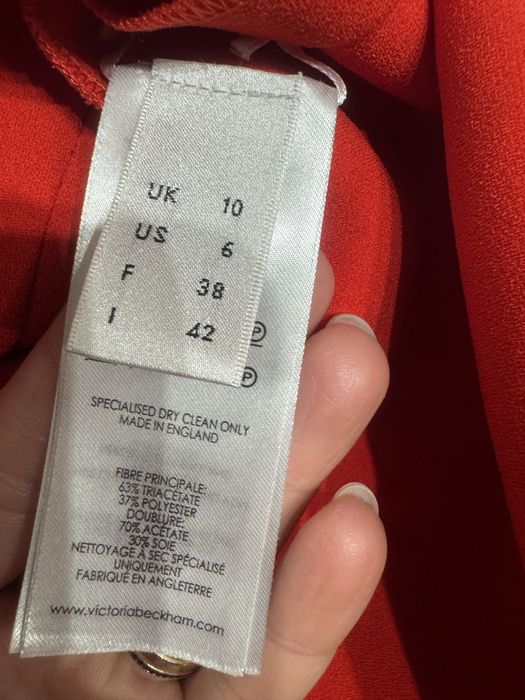 UK 10
US 6
F 38
I 42
P
P
SPECIALISED DRY CLEAN ONLY
MADE IN ENGLAND
FIBRE PRINCIPALE:
63% TRIACÉTATE
37% POLYESTER
DOUBLURE:
70% ACÉTATE
30% SOIE
NETTOYAGE À SEC SPÉCIALISÉ
UNIQUEMENT
FABRIQUÉ EN ANGLETERRE
www.victoriabeckham.com